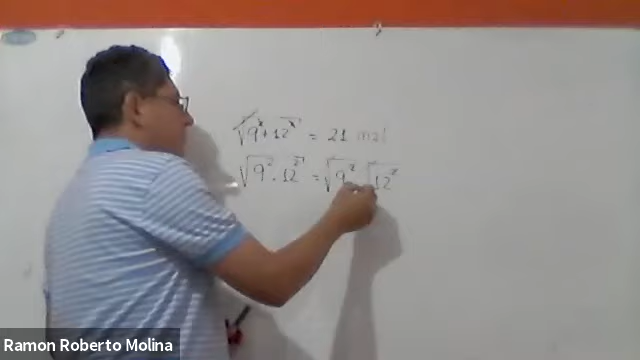 √9²+12² = 21 mal
√9² · 12² = √9² √12²
Ramon Roberto Molina